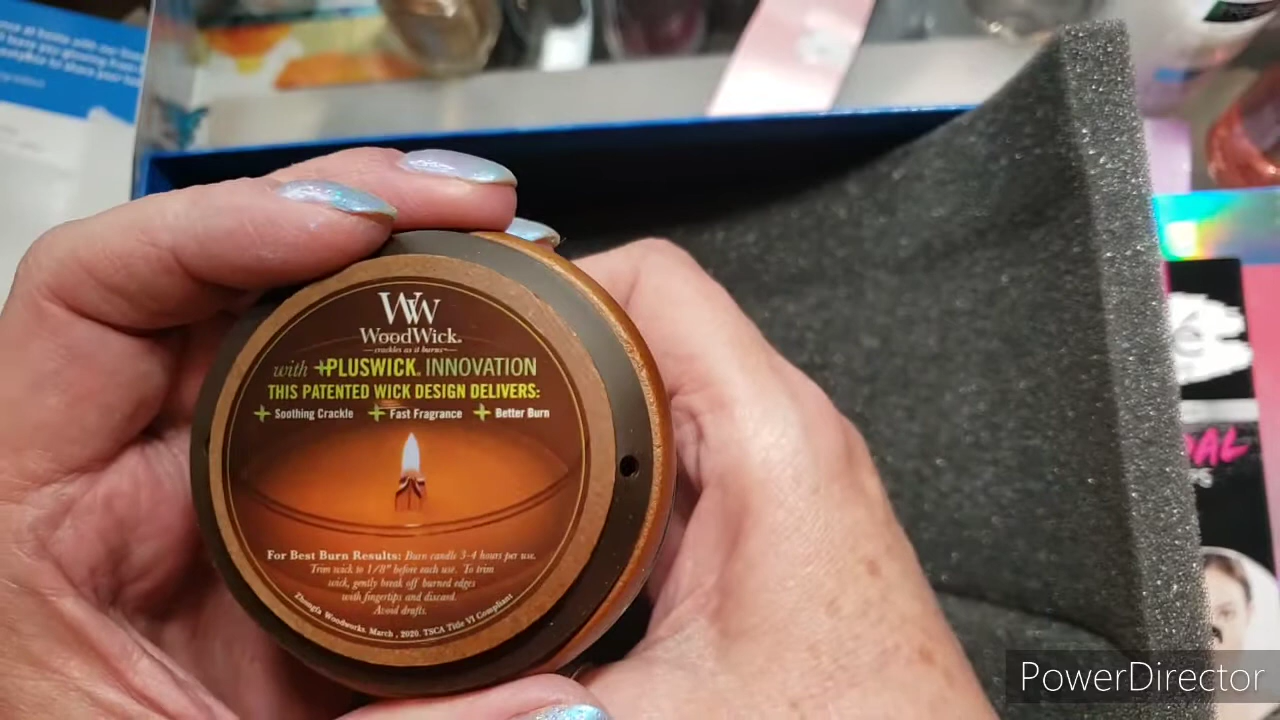 WW
WoodWick.
crackles as it burns
with +PLUSWICK. INNOVATION
THIS PATENTED WICK DESIGN DELIVERS:
+ Soothing Crackle + Fast Fragrance + Better Burn
For Best Burn Results: Burn candle 3-4 hours per use.
Trim wick to 1/8" before each use. To trim
wick, gently break off burned edges
with fingertips and discard.
Avoid drafts.
Zhongfa Woodworks. March, 2020. TSCA Title VI Compliant
PowerDirector